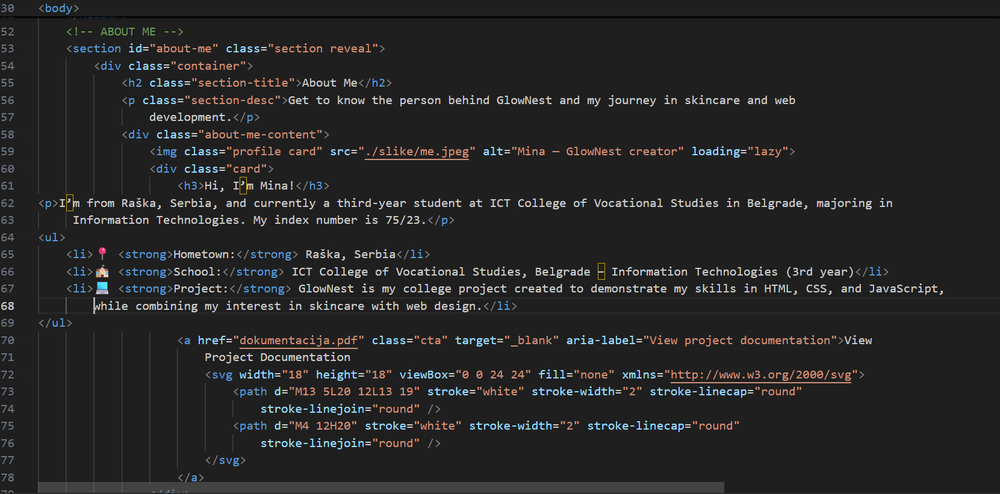 30 <body>
52 <!-- ABOUT ME -->
53 <section id="about-me" class="section reveal">
54 <div class="container">
55 <h2 class="section-title">About Me</h2>
56 <p class="section-desc">Get to know the person behind GlowNest and my journey in skincare and web
57 development.</p>
58 <div class="about-me-content">
59 <img class="profile card" src="./slike/me.jpeg" alt="Mina — GlowNest creator" loading="lazy">
60 <div class="card">
61 <h3>Hi, I’m Mina!</h3>
62 <p>I’m from Raška, Serbia, and currently a third-year student at ICT College of Vocational Studies in Belgrade, majoring in
63 Information Technologies. My index number is 75/23.</p>
64 <ul>
65 <li>📍 <strong>Hometown:</strong> Raška, Serbia</li>
66 <li>🏫 <strong>School:</strong> ICT College of Vocational Studies, Belgrade – Information Technologies (3rd year)</li>
67 <li>💻 <strong>Project:</strong> GlowNest is my college project created to demonstrate my skills in HTML, CSS, and JavaScript,
68 while combining my interest in skincare with web design.</li>
69 </ul>
70 <a href="dokumentacija.pdf" class="cta" target="_blank" aria-label="View project documentation">View
71 Project Documentation
72 <svg width="18" height="18" viewBox="0 0 24 24" fill="none" xmlns="http://www.w3.org/2000/svg">
73 <path d="M13 5L20 12L13 19" stroke="white" stroke-width="2" stroke-linecap="round"
74 stroke-linejoin="round" />
75 <path d="M4 12H20" stroke="white" stroke-width="2" stroke-linecap="round"
76 stroke-linejoin="round" />
77 </svg>
78 </a>